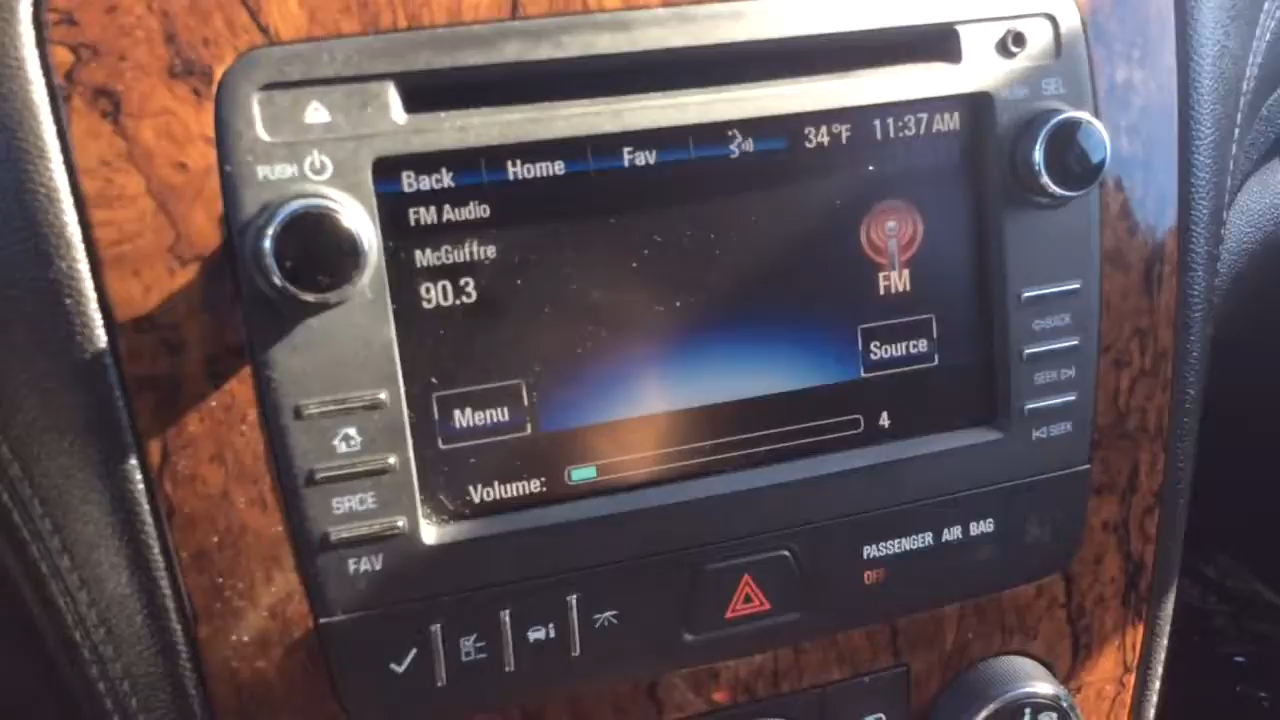 SEL
PUSH
Back Home Fav 34°F 11:37 AM
FM Audio
McGuffre
90.3
FM
Source
Menu
Volume: 4
BACK
SEEK
SEEK
SRCE
FAV
PASSENGER AIR BAG
OFF